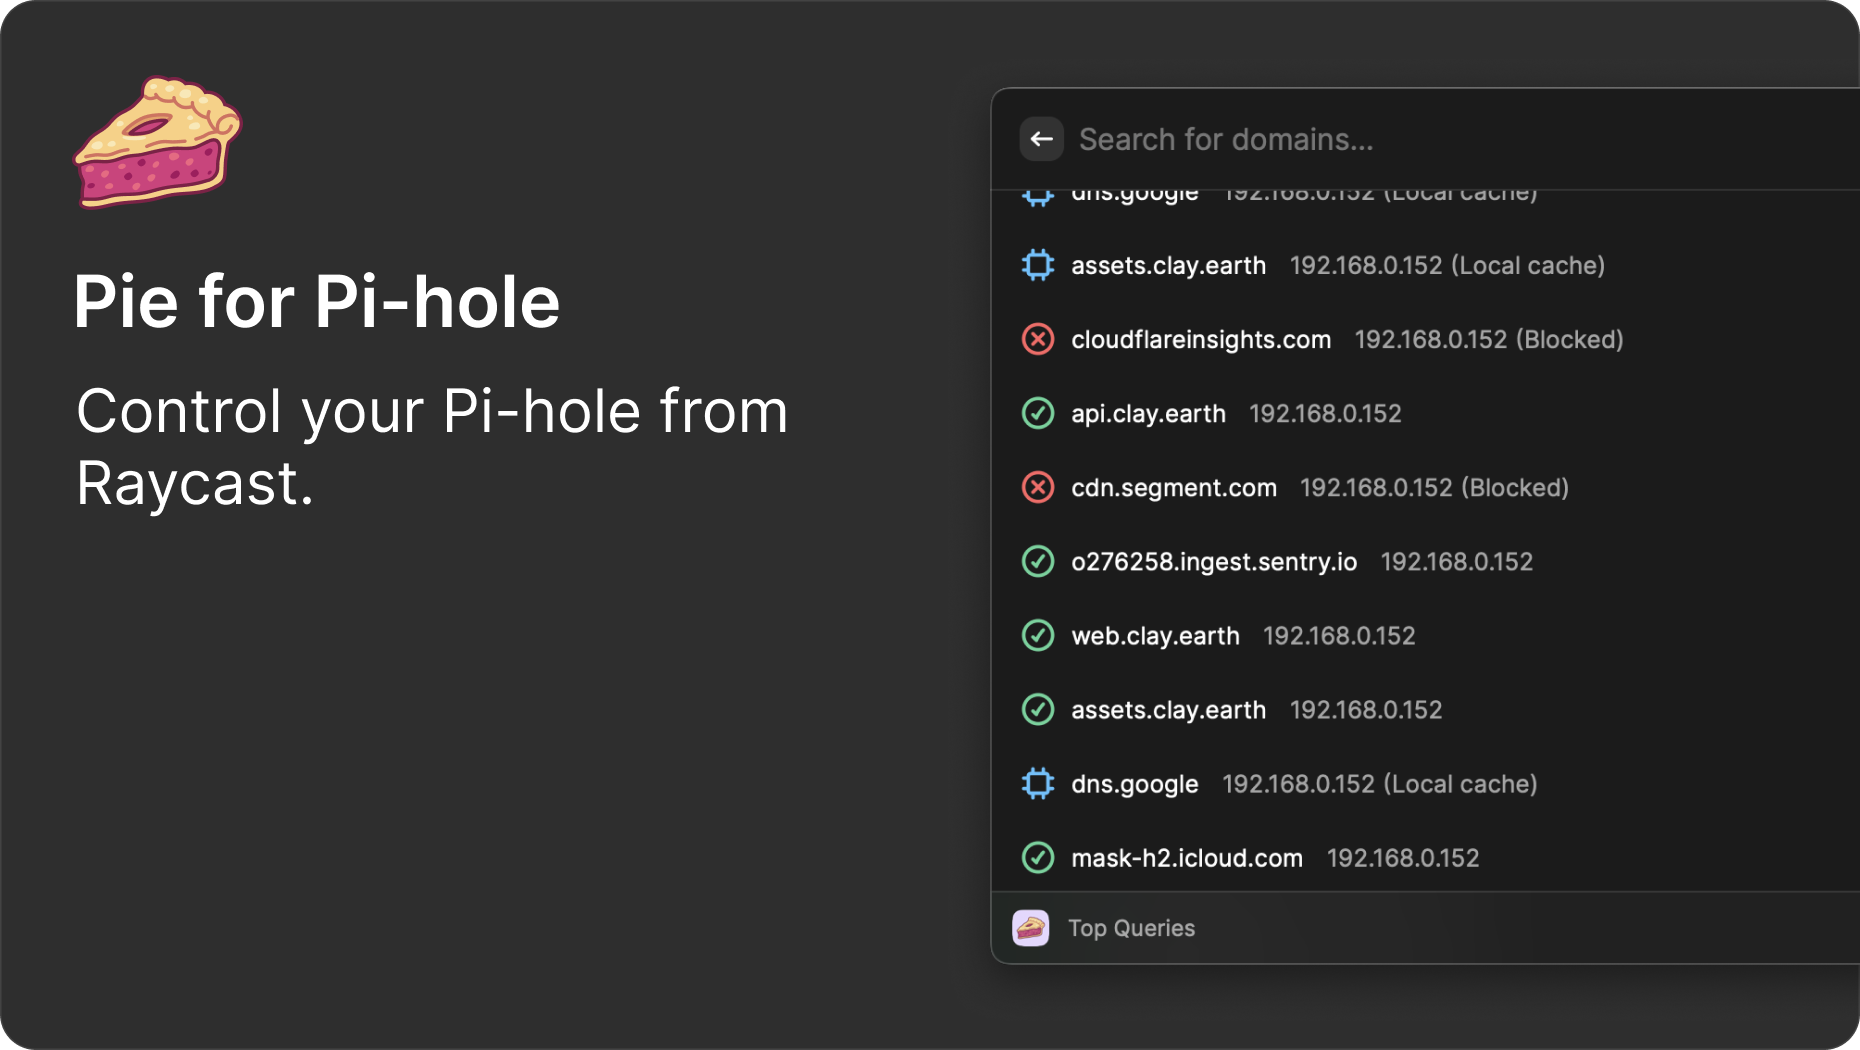 Pie for Pi-hole
Control your Pi-hole from
Raycast.
Search for domains...
dns.google 192.168.0.152 (Local cache)
assets.clay.earth 192.168.0.152 (Local cache)
cloudflareinsights.com 192.168.0.152 (Blocked)
api.clay.earth 192.168.0.152
cdn.segment.com 192.168.0.152 (Blocked)
o276258.ingest.sentry.io 192.168.0.152
web.clay.earth 192.168.0.152
assets.clay.earth 192.168.0.152
dns.google 192.168.0.152 (Local cache)
mask-h2.icloud.com 192.168.0.152
Top Queries